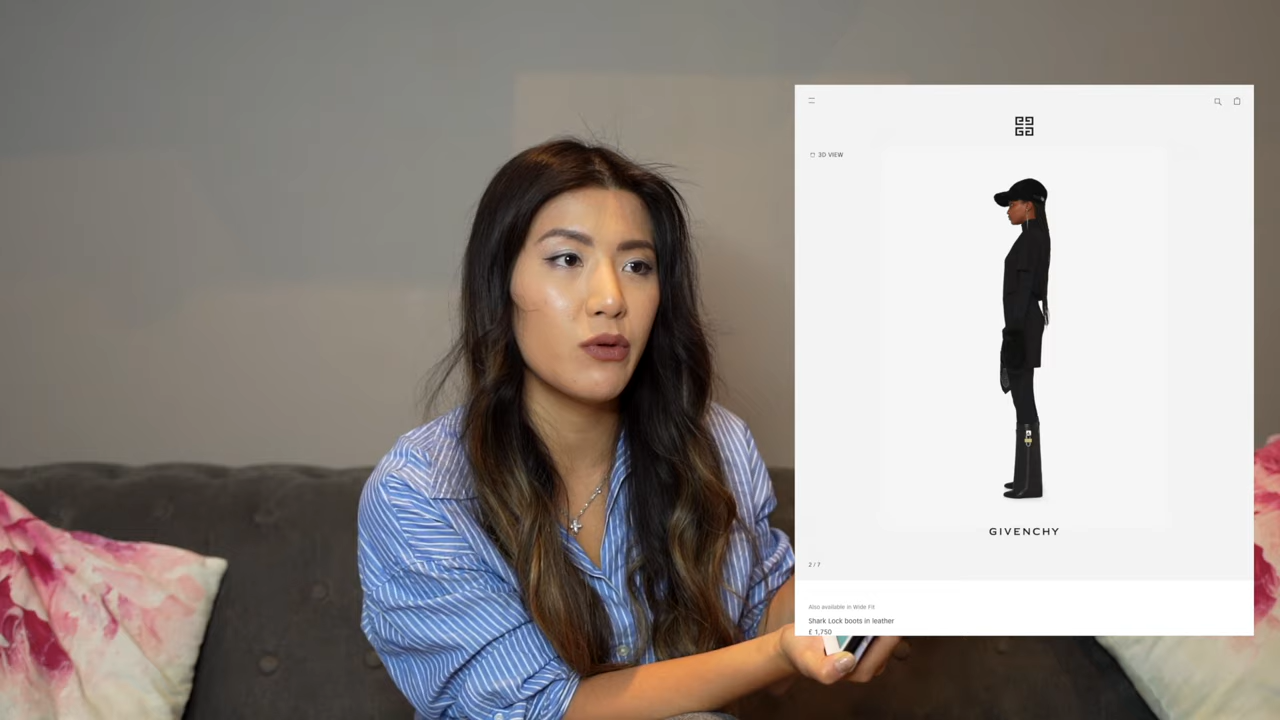 3D VIEW
GIVENCHY
2 / 7
Also available in Wide Fit
Shark Lock boots in leather
£ 1,750